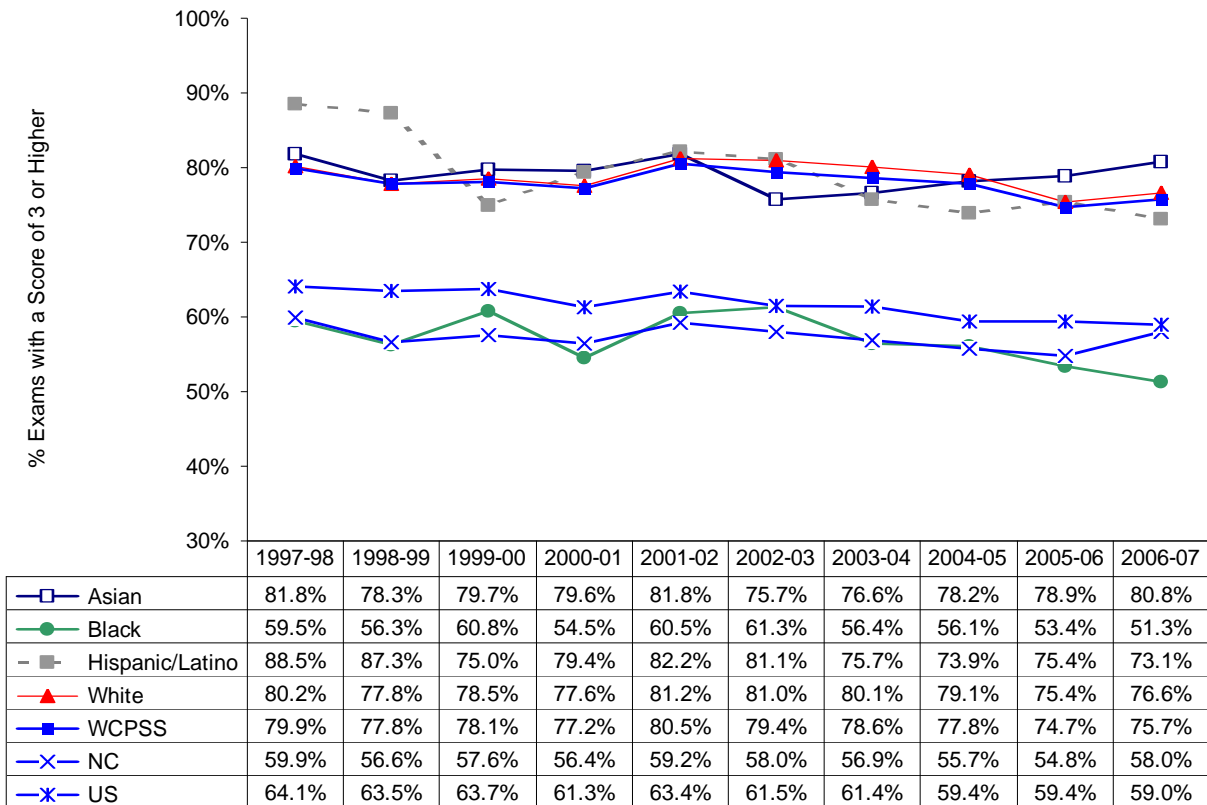 % Exams with a Score of 3 or Higher
100%
90%
80%
70%
60%
50%
40%
30%
1997-98 1998-99 1999-00 2000-01 2001-02 2002-03 2003-04 2004-05 2005-06 2006-07
Asian 81.8% 78.3% 79.7% 79.6% 81.8% 75.7% 76.6% 78.2% 78.9% 80.8%
Black 59.5% 56.3% 60.8% 54.5% 60.5% 61.3% 56.4% 56.1% 53.4% 51.3%
Hispanic/Latino 88.5% 87.3% 75.0% 79.4% 82.2% 81.1% 75.7% 73.9% 75.4% 73.1%
White 80.2% 77.8% 78.5% 77.6% 81.2% 81.0% 80.1% 79.1% 75.4% 76.6%
WCPSS 79.9% 77.8% 78.1% 77.2% 80.5% 79.4% 78.6% 77.8% 74.7% 75.7%
NC 59.9% 56.6% 57.6% 56.4% 59.2% 58.0% 56.9% 55.7% 54.8% 58.0%
US 64.1% 63.5% 63.7% 61.3% 63.4% 61.5% 61.4% 59.4% 59.4% 59.0%